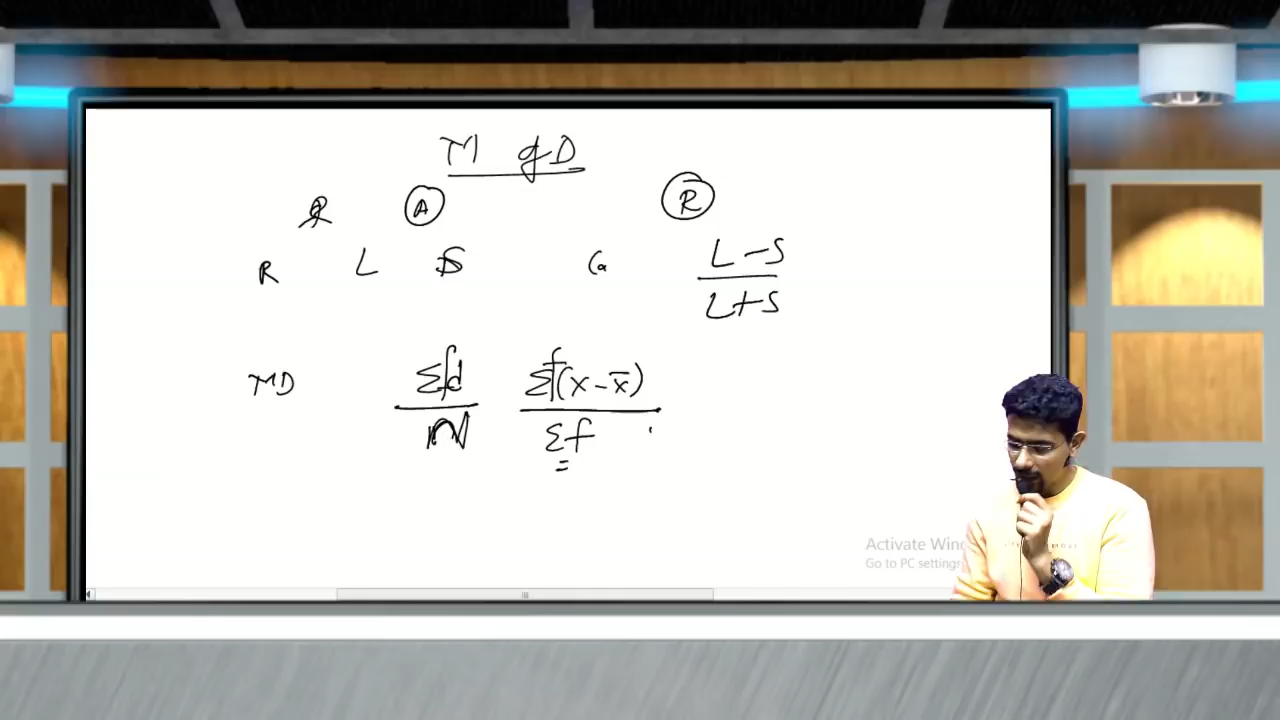 M of D
A R
R L S Co L - S / L + S
MD Σfd / N Σf(x - x̄) / Σf
Activate Wind
Go to PC settings